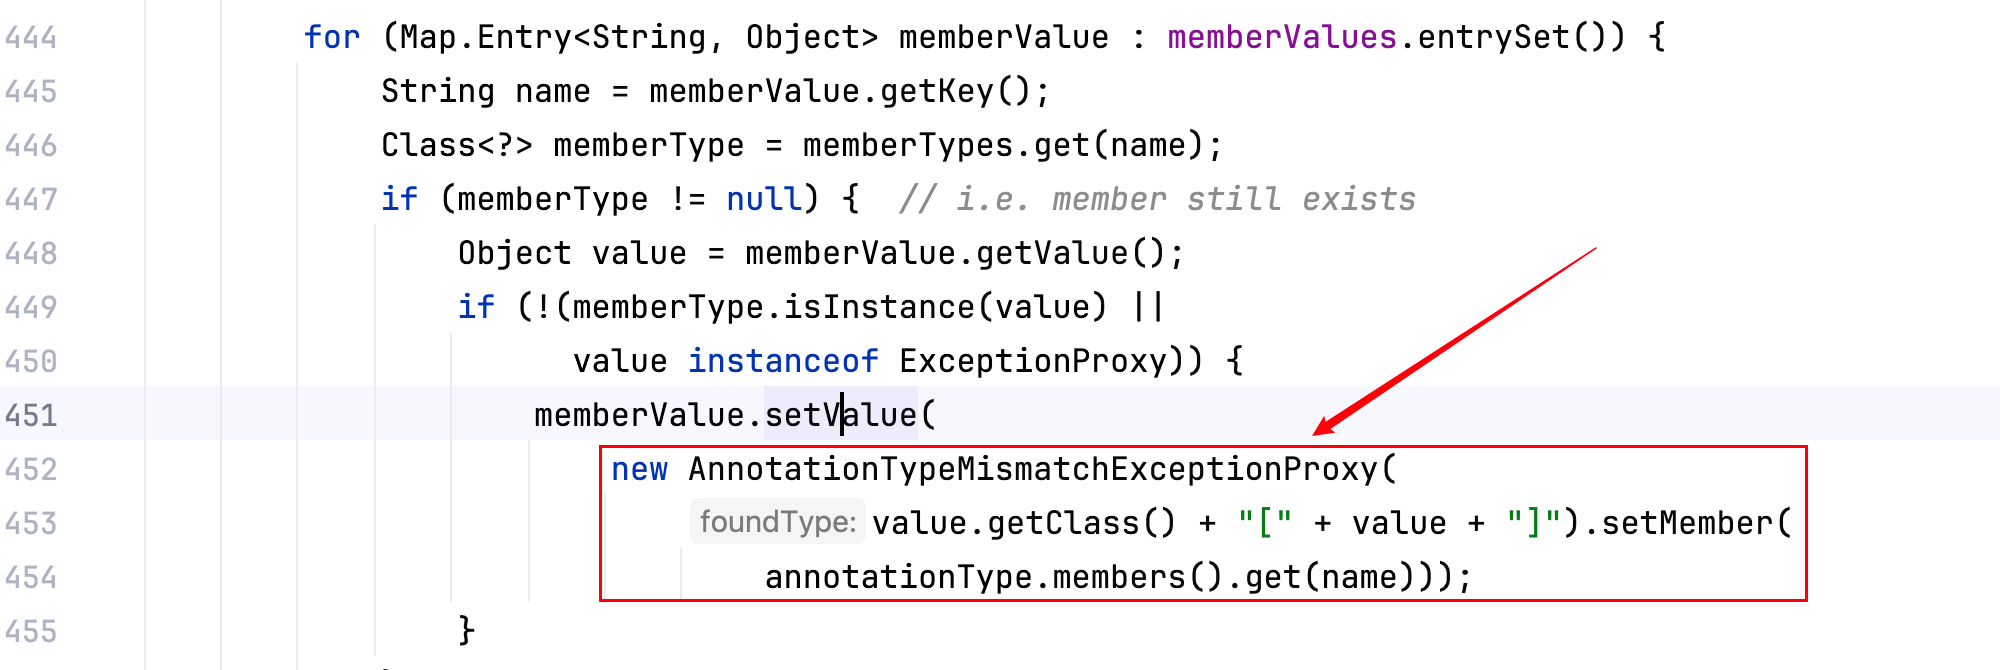 444 for (Map.Entry<String, Object> memberValue : memberValues.entrySet()) {
445 String name = memberValue.getKey();
446 Class<?> memberType = memberTypes.get(name);
447 if (memberType != null) {  // i.e. member still exists
448 Object value = memberValue.getValue();
449 if (!(memberType.isInstance(value) ||
450 value instanceof ExceptionProxy)) {
451 memberValue.setValue(
452 new AnnotationTypeMismatchExceptionProxy(
453 foundType: value.getClass() + "[" + value + "]").setMember(
454 annotationType.members().get(name)));
455 }